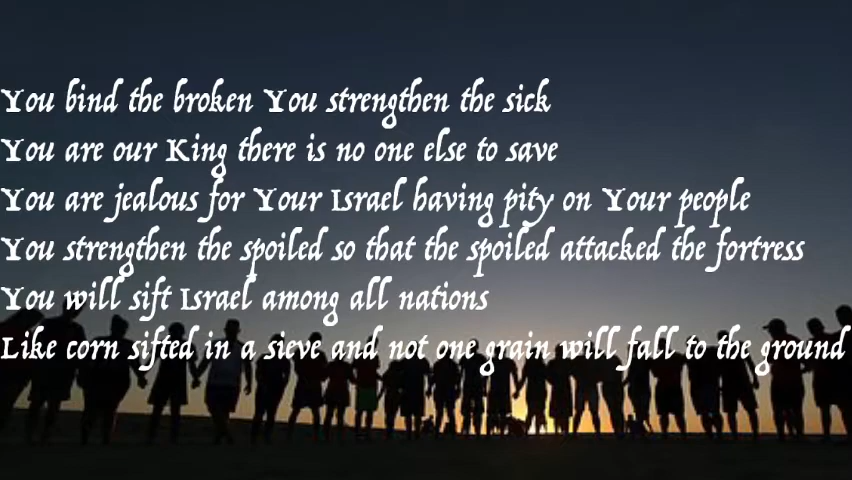 You bind the broken You strengthen the sick
You are our King there is no one else to save
You are jealous for Your Israel having pity on Your people
You strengthen the spoiled so that the spoiled attacked the fortress
You will sift Israel among all nations
Like corn sifted in a sieve and not one grain will fall to the ground